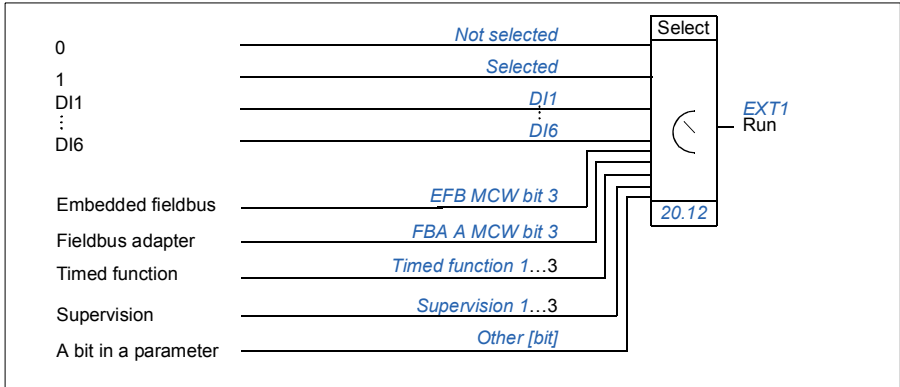 Select
0 Not selected
1 Selected
DI1 DI1
⋮ ⋮
DI6 DI6
EXT1
Run
Embedded fieldbus EFB MCW bit 3
20.12
Fieldbus adapter FBA A MCW bit 3
Timed function Timed function 1…3
Supervision Supervision 1…3
A bit in a parameter Other [bit]